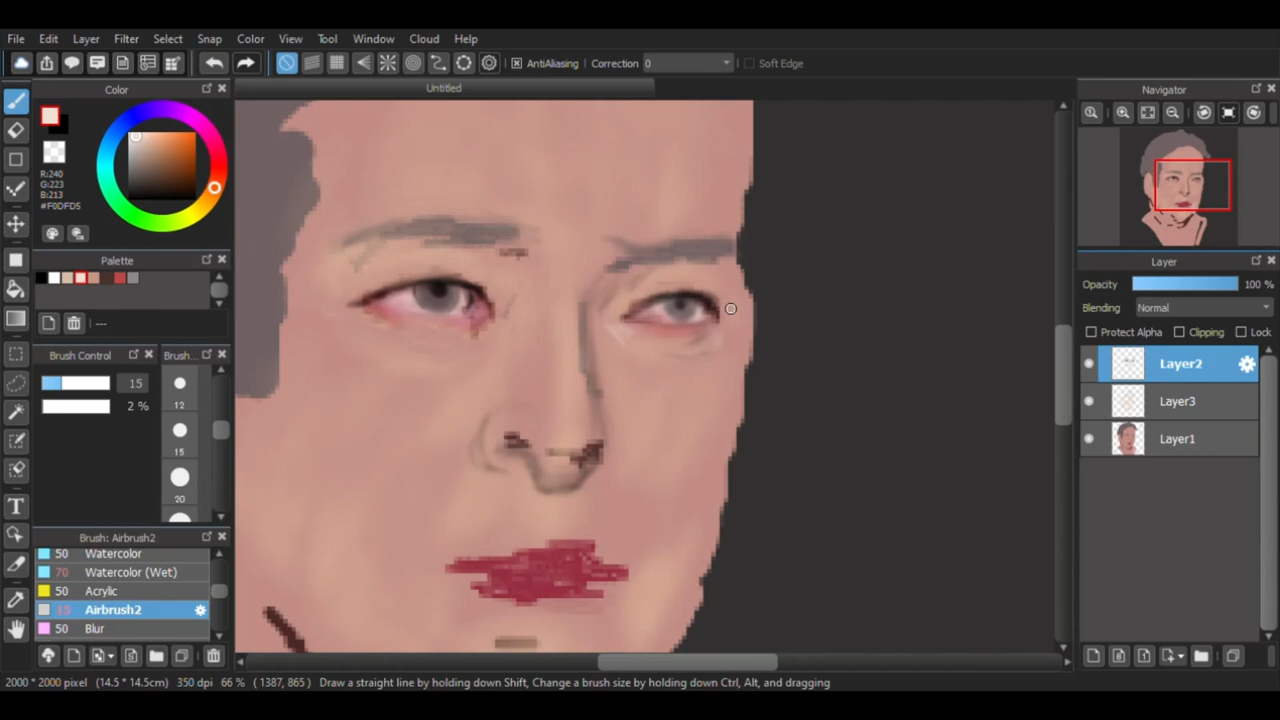 File Edit Layer Filter Select Snap Color View Tool Window Cloud Help
AntiAliasing Correction 0 Soft Edge
Color
Untitled
Navigator
R:240
G:223
B:213
#F0DFD5
Palette
---
Brush Control
15
2 %
Brush...
12
15
20
Brush: Airbrush2
50 Watercolor
70 Watercolor (Wet)
50 Acrylic
15 Airbrush2
50 Blur
Layer
Opacity 100 %
Blending Normal
Protect Alpha Clipping Lock
Layer2
Layer3
Layer1
2000 * 2000 pixel (14.5 * 14.5cm) 350 dpi 66 % ( 1387, 865 ) Draw a straight line by holding down Shift, Change a brush size by holding down Ctrl, Alt, and dragging